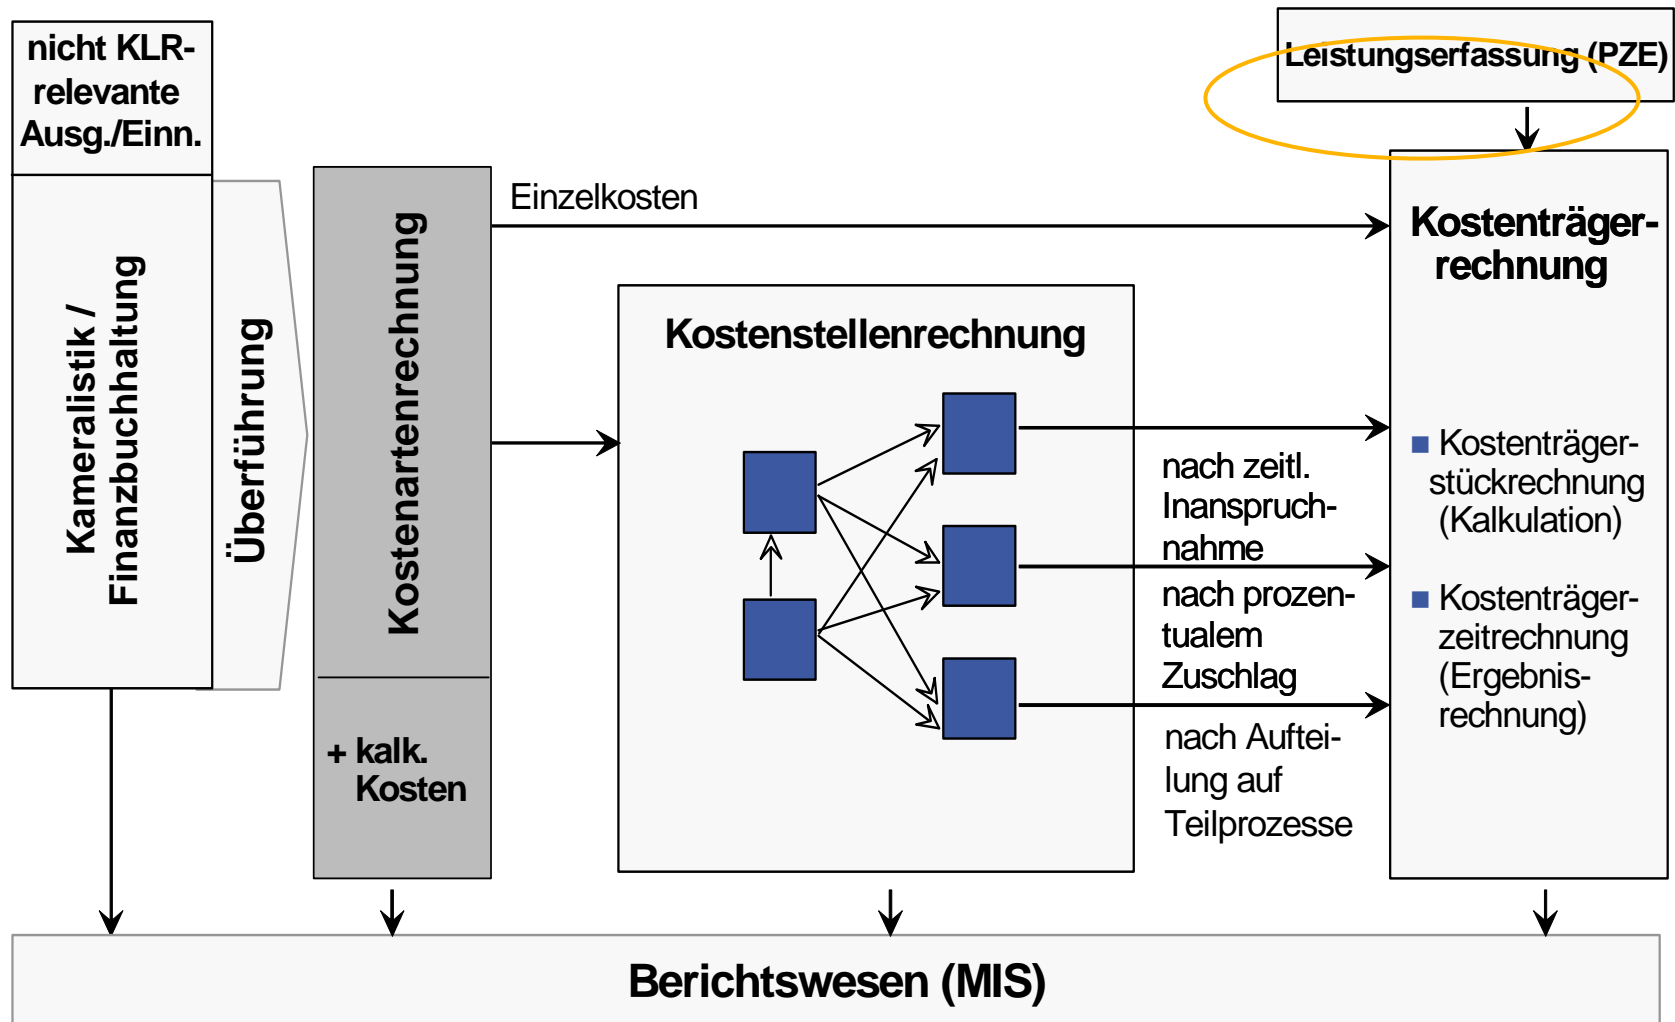 nicht KLR-
relevante
Ausg./Einn.
Kameralistik /
Finanzbuchhaltung
Überführung
Kostenartenrechnung
+ kalk.
Kosten
Einzelkosten
Kostenstellenrechnung
nach zeitl.
Inanspruch-
nahme
nach prozen-
tualem
Zuschlag
nach Auftei-
lung auf
Teilprozesse
Leistungserfassung (PZE)
Kostenträger-
rechnung
Kostenträger-
stückrechnung
(Kalkulation)
Kostenträger-
zeitrechnung
(Ergebnis-
rechnung)
Berichtswesen (MIS)